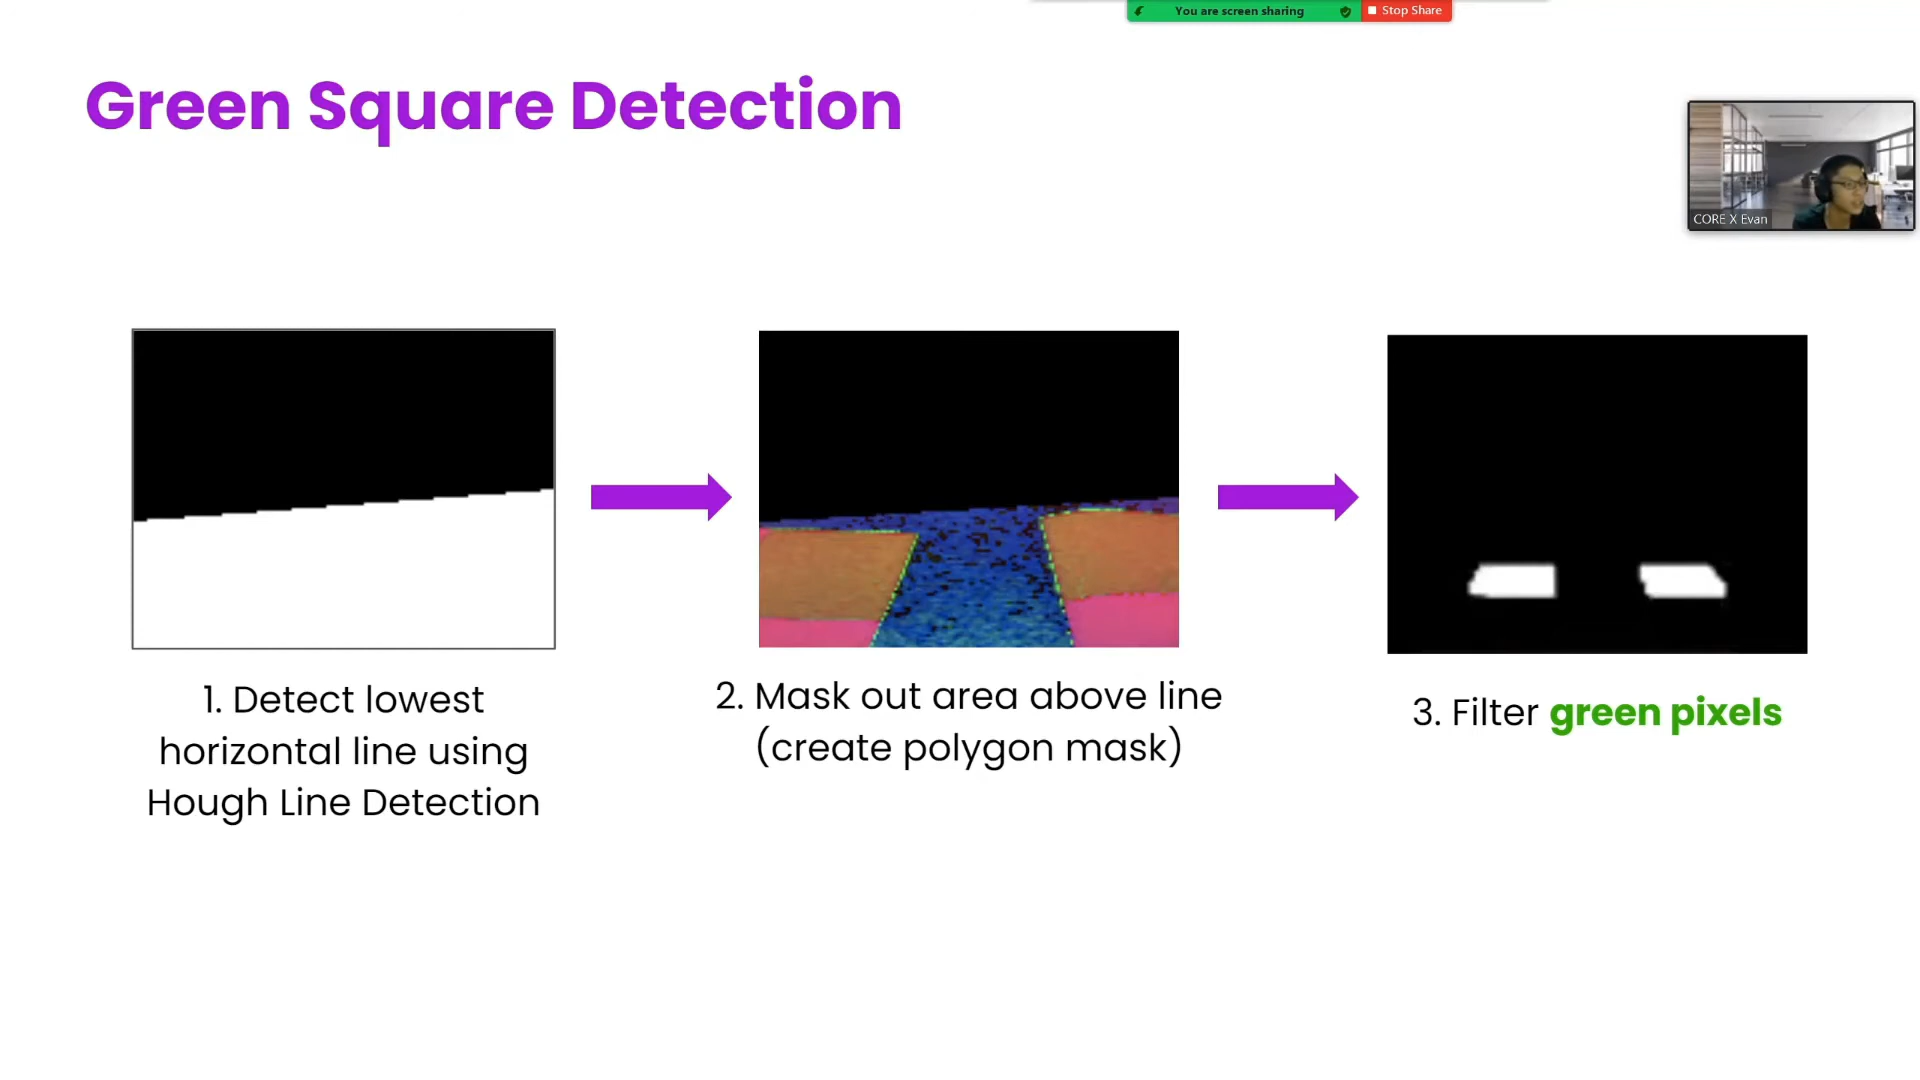 You are screen sharing
Stop Share
Green Square Detection
CORE X Evan
1. Detect lowest
horizontal line using
Hough Line Detection
2. Mask out area above line
(create polygon mask)
3. Filter green pixels